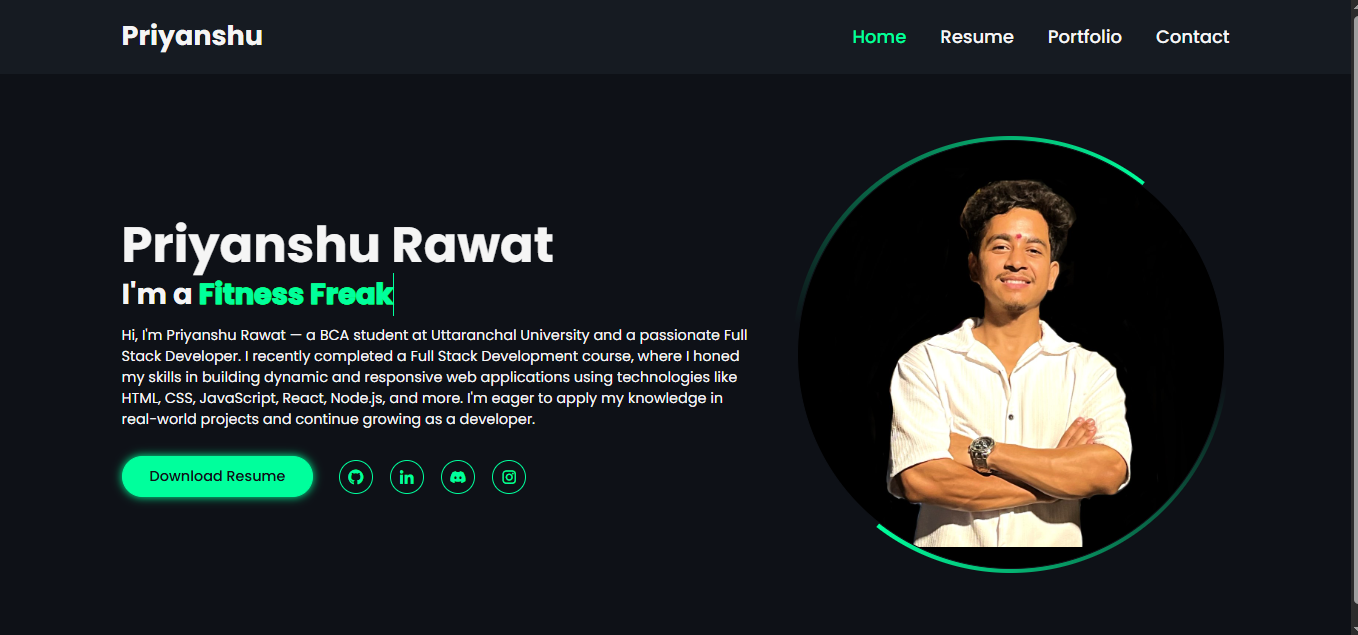 Priyanshu
Home Resume Portfolio Contact
Priyanshu Rawat
I'm a Fitness Freak
Hi, I'm Priyanshu Rawat — a BCA student at Uttaranchal University and a passionate Full
Stack Developer. I recently completed a Full Stack Development course, where I honed
my skills in building dynamic and responsive web applications using technologies like
HTML, CSS, JavaScript, React, Node.js, and more. I'm eager to apply my knowledge in
real-world projects and continue growing as a developer.
Download Resume
in